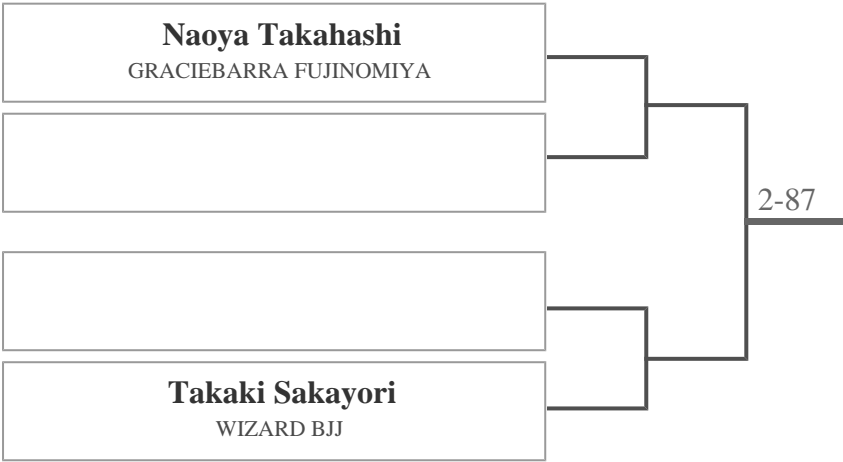 Naoya Takahashi
GRACIEBARRA FUJINOMIYA
2-87
Takaki Sakayori
WIZARD BJJ